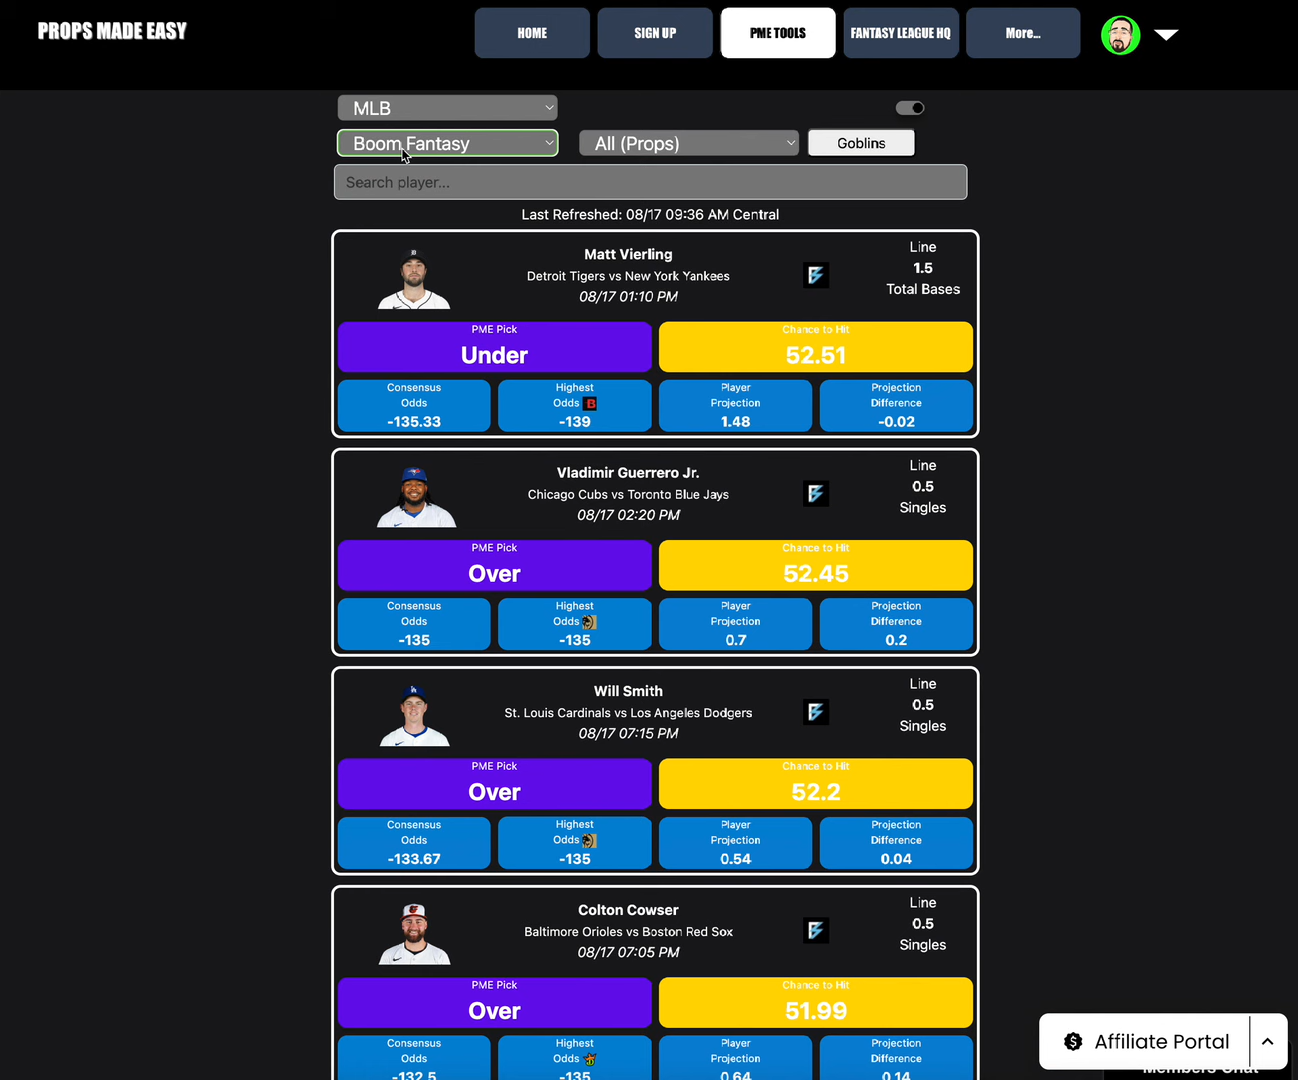 PROPS MADE EASY
HOME
SIGN UP
PME TOOLS
FANTASY LEAGUE HQ
More...
MLB
Boom Fantasy
All (Props)
Goblins
Search player...
Last Refreshed: 08/17 09:36 AM Central
Matt Vierling
Detroit Tigers vs New York Yankees
08/17 01:10 PM
Line
1.5
Total Bases
PME Pick
Under
Chance to Hit
52.51
Consensus
Odds
-135.33
Highest
Odds B
-139
Player
Projection
1.48
Projection
Difference
-0.02
Vladimir Guerrero Jr.
Chicago Cubs vs Toronto Blue Jays
08/17 02:20 PM
Line
0.5
Singles
PME Pick
Over
Chance to Hit
52.45
Consensus
Odds
-135
Highest
Odds
-135
Player
Projection
0.7
Projection
Difference
0.2
Will Smith
St. Louis Cardinals vs Los Angeles Dodgers
08/17 07:15 PM
Line
0.5
Singles
PME Pick
Over
Chance to Hit
52.2
Consensus
Odds
-133.67
Highest
Odds
-135
Player
Projection
0.54
Projection
Difference
0.04
Colton Cowser
Baltimore Orioles vs Boston Red Sox
08/17 07:05 PM
Line
0.5
Singles
PME Pick
Over
Chance to Hit
51.99
Consensus
Odds
-132.5
Highest
Odds
-135
Player
Projection
0.64
Projection
Difference
0.14
Affiliate Portal
Members Chat